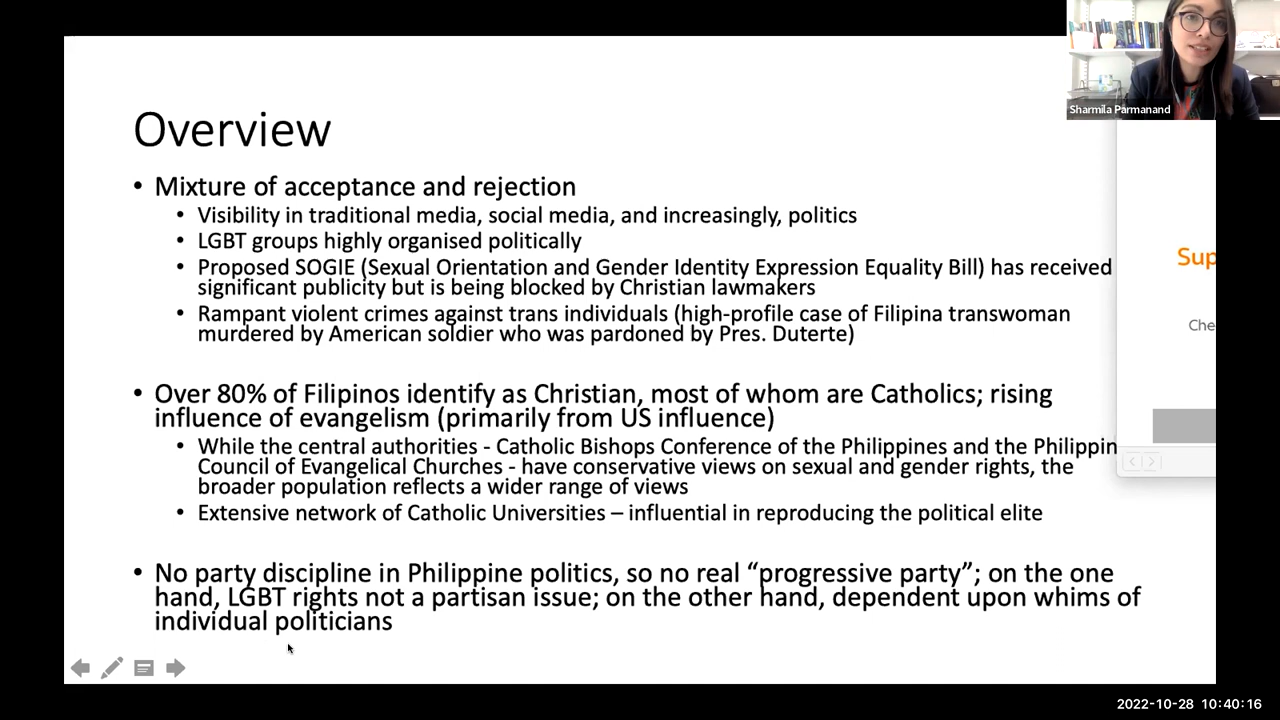 Sharmila Parmanand
Overview
• Mixture of acceptance and rejection
• Visibility in traditional media, social media, and increasingly, politics
• LGBT groups highly organised politically
• Proposed SOGIE (Sexual Orientation and Gender Identity Expression Equality Bill) has received
significant publicity but is being blocked by Christian lawmakers
• Rampant violent crimes against trans individuals (high-profile case of Filipina transwoman
murdered by American soldier who was pardoned by Pres. Duterte)
• Over 80% of Filipinos identify as Christian, most of whom are Catholics; rising
influence of evangelism (primarily from US influence)
• While the central authorities - Catholic Bishops Conference of the Philippines and the Philippin
Council of Evangelical Churches - have conservative views on sexual and gender rights, the
broader population reflects a wider range of views
• Extensive network of Catholic Universities – influential in reproducing the political elite
• No party discipline in Philippine politics, so no real “progressive party”; on the one
hand, LGBT rights not a partisan issue; on the other hand, dependent upon whims of
individual politicians
Sup
Che
2022-10-28 10:40:16